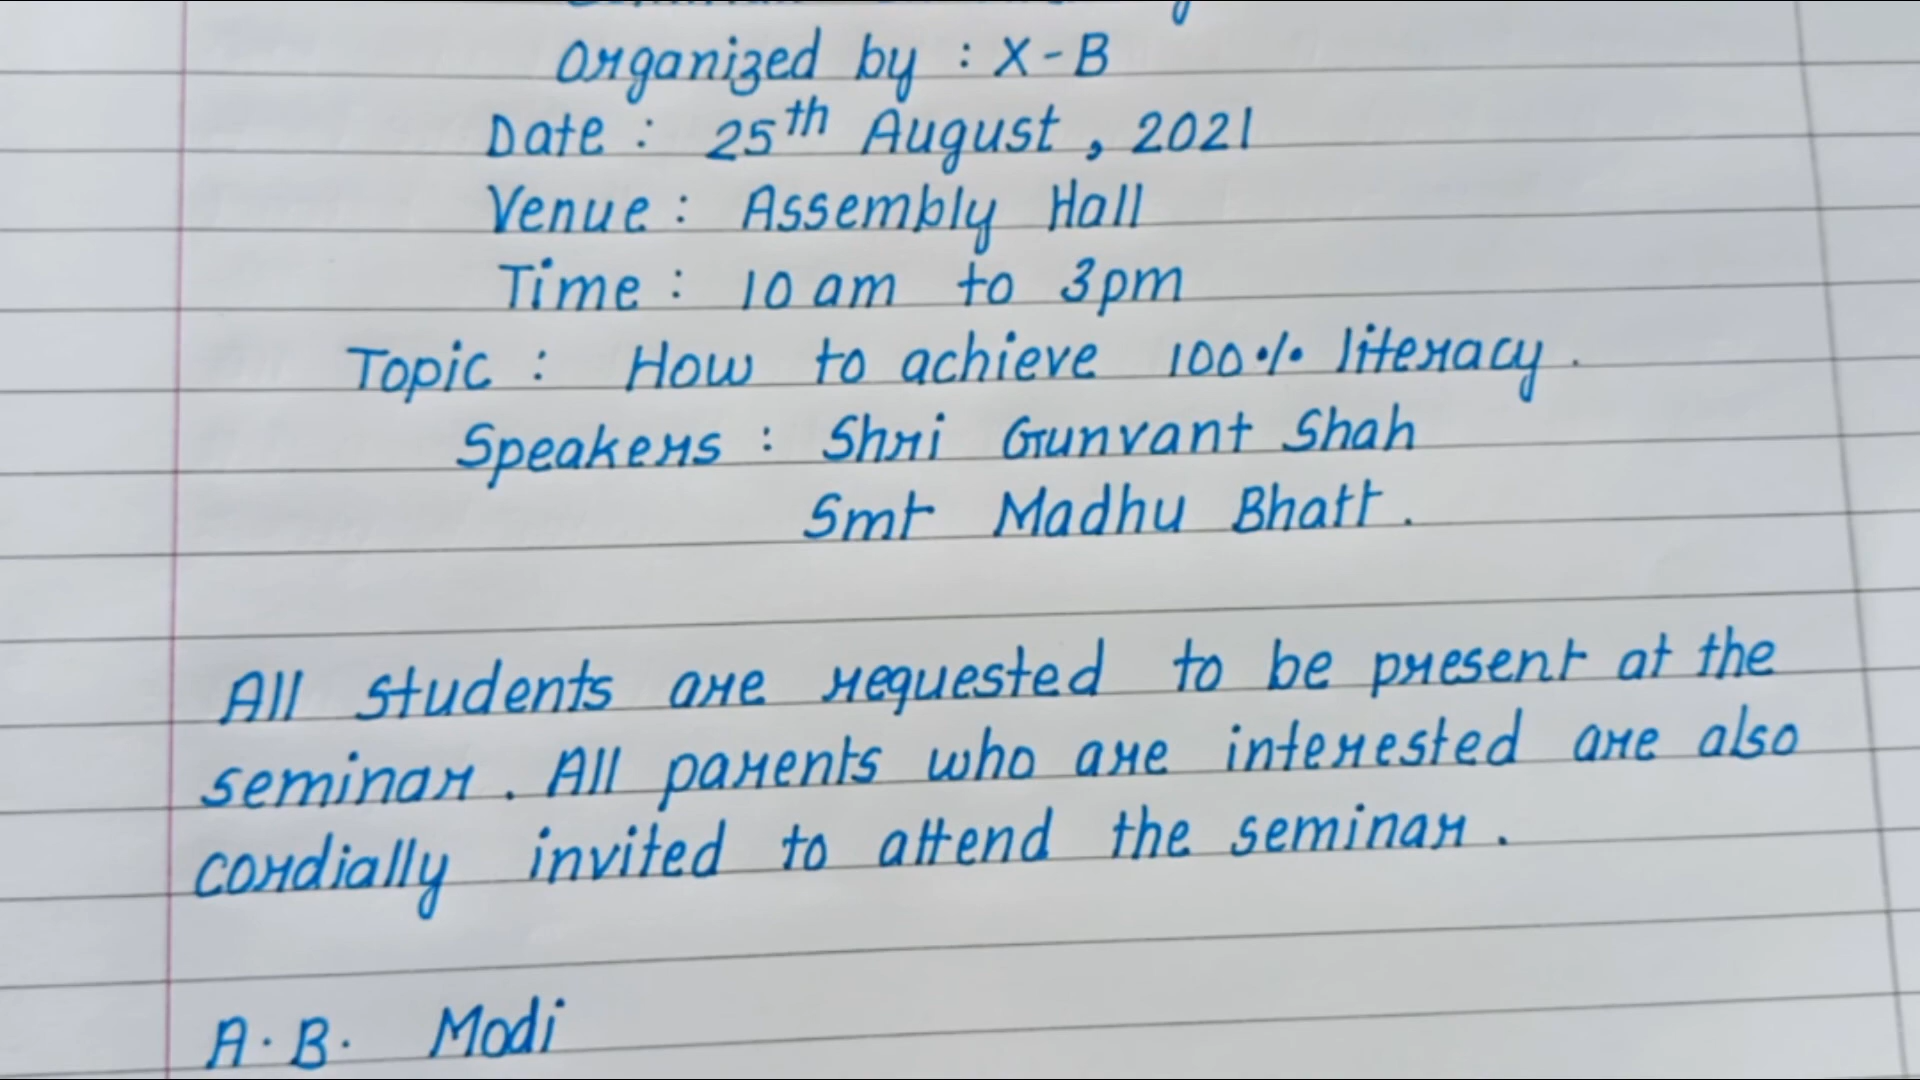 Organized by : X-B
Date : 25th August, 2021
Venue : Assembly Hall
Time : 10 am to 3pm
Topic : How to achieve 100% literacy.
Speakers : Shri Gunvant Shah
Smt Madhu Bhatt.
All students are requested to be present at the
seminar. All parents who are interested are also
cordially invited to attend the seminar.
A.B. Modi